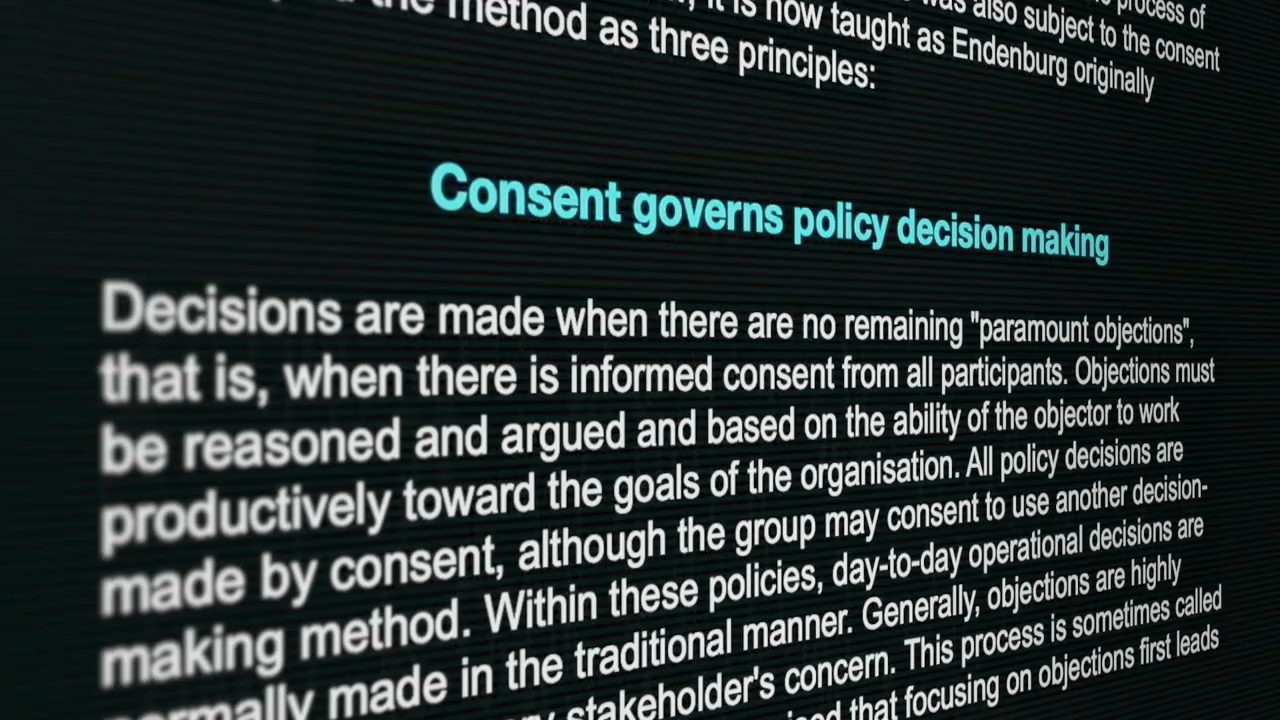 process of
was also subject to the consent
it is now taught as Endenburg originally
the method as three principles:
Consent governs policy decision making
Decisions are made when there are no remaining "paramount objections",
that is, when there is informed consent from all participants. Objections must
be reasoned and argued and based on the ability of the objector to work
productively toward the goals of the organisation. All policy decisions are
made by consent, although the group may consent to use another decision-
making method. Within these policies, day-to-day operational decisions are
normally made in the traditional manner. Generally, objections are highly
stakeholder's concern. This process is sometimes called
that focusing on objections first leads